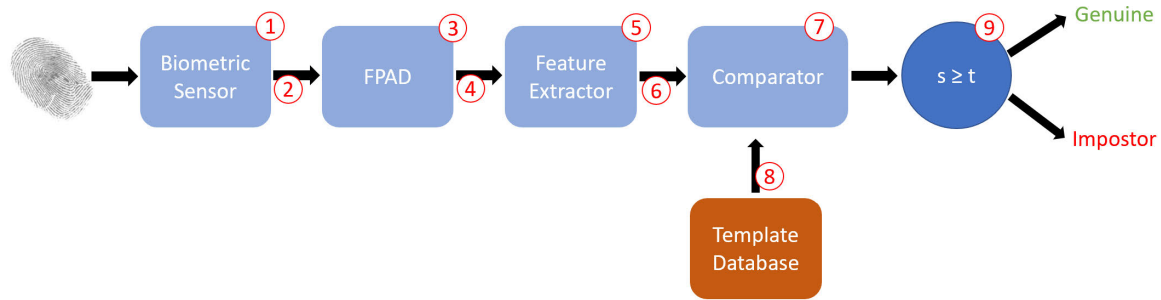 1
Biometric
Sensor
2
3
FPAD
4
5
Feature
Extractor
6
7
Comparator
8
Template
Database
9
s ≥ t
Genuine
Impostor